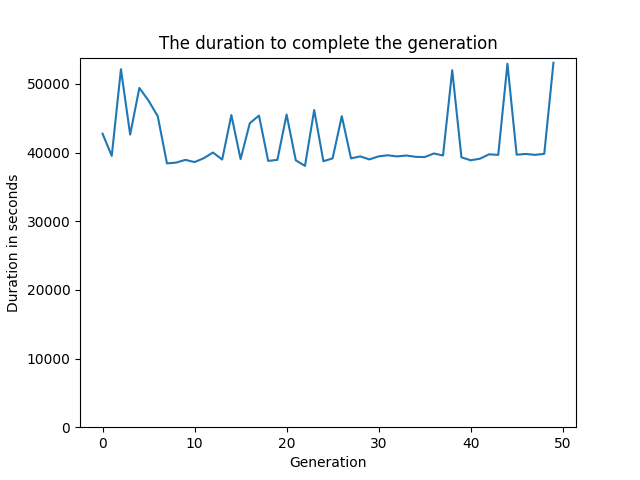 The duration to complete the generation
50000
40000
30000
20000
10000
0
Duration in seconds
0 10 20 30 40 50
Generation